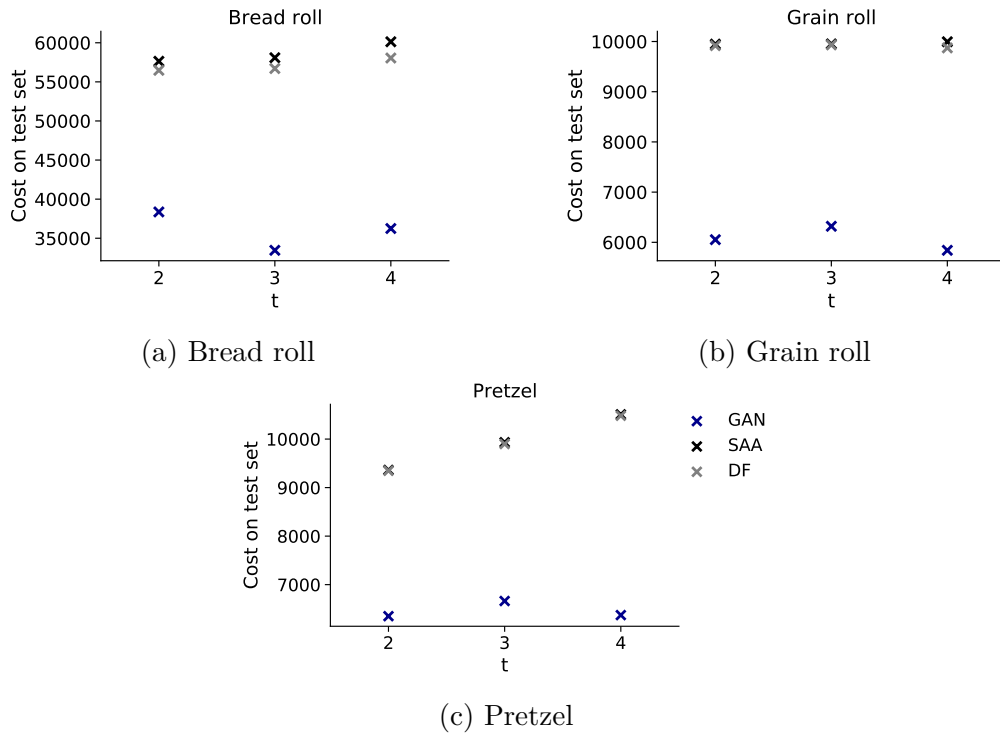 Bread roll
60000
55000
50000
45000
40000
35000
Cost on test set
2 3 4
t
(a) Bread roll
Grain roll
10000
9000
8000
7000
6000
Cost on test set
2 3 4
t
(b) Grain roll
Pretzel
10000
9000
8000
7000
Cost on test set
2 3 4
t
GAN
SAA
DF
(c) Pretzel